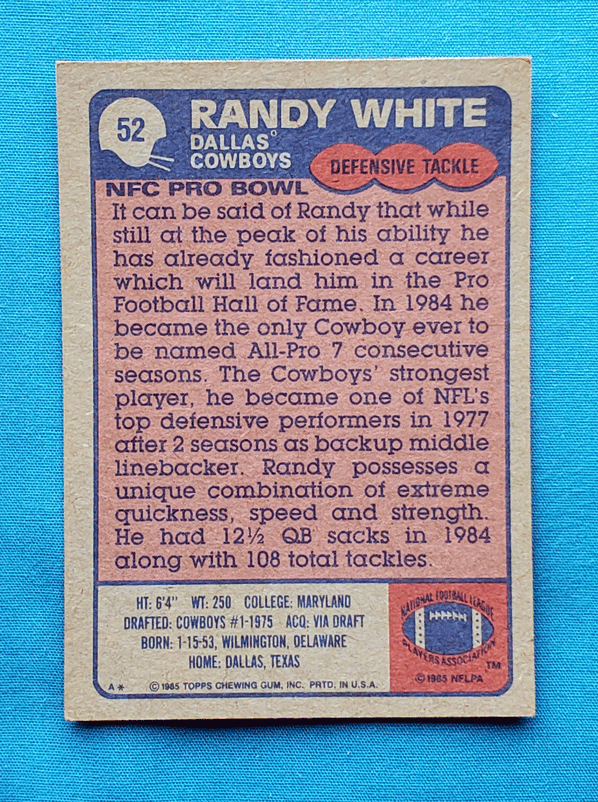 52
RANDY WHITE
DALLAS°
COWBOYS
DEFENSIVE TACKLE
NFC PRO BOWL
It can be said of Randy that while
still at the peak of his ability he
has already fashioned a career
which will land him in the Pro
Football Hall of Fame. In 1984 he
became the only Cowboy ever to
be named All-Pro 7 consecutive
seasons. The Cowboys' strongest
player, he became one of NFL's
top defensive performers in 1977
after 2 seasons as backup middle
linebacker. Randy possesses a
unique combination of extreme
quickness, speed and strength.
He had 12½ QB sacks in 1984
along with 108 total tackles.
HT: 6'4" WT: 250 COLLEGE: MARYLAND
DRAFTED: COWBOYS #1-1975 ACQ: VIA DRAFT
BORN: 1-15-53, WILMINGTON, DELAWARE
HOME: DALLAS, TEXAS
A * © 1985 TOPPS CHEWING GUM, INC. PRTD. IN U.S.A.
NATIONAL FOOTBALL LEAGUE
PLAYERS ASSOCIATION
TM
© 1985 NFLPA